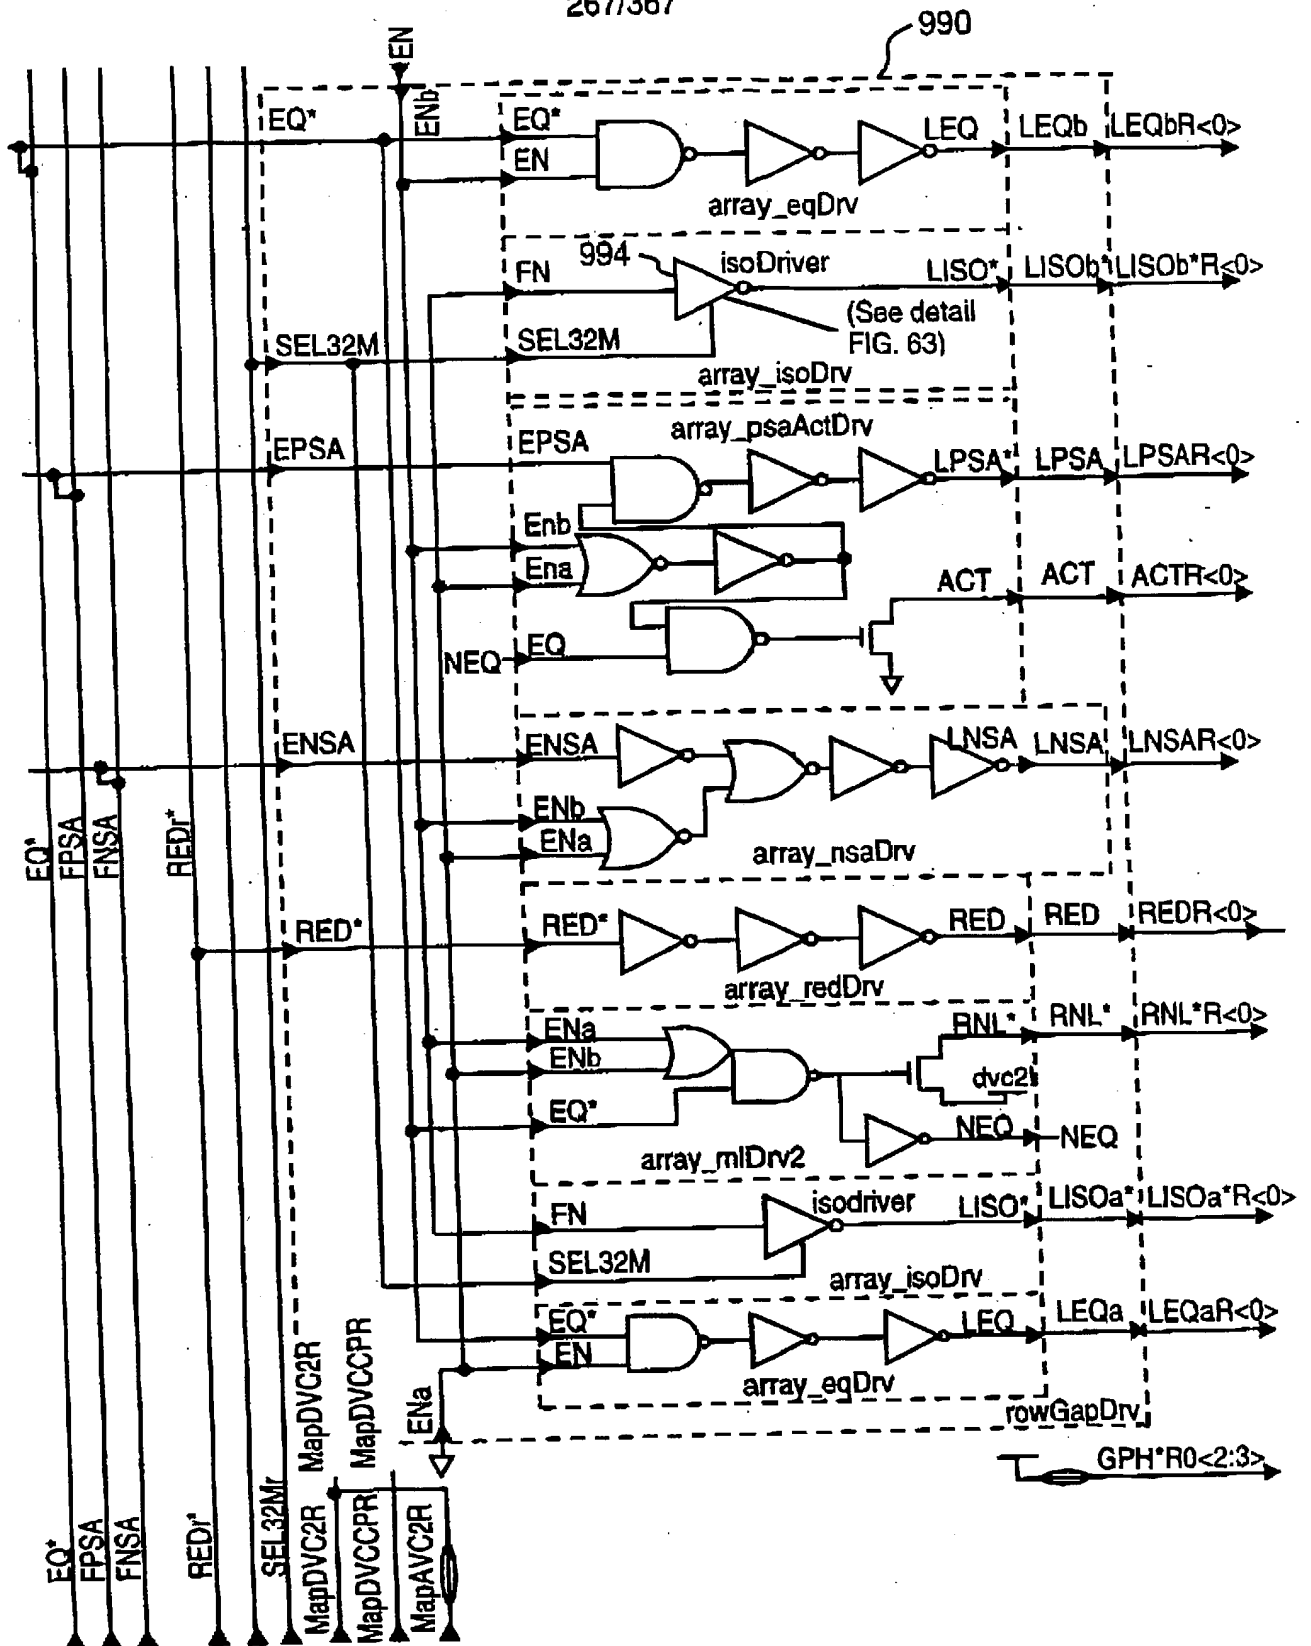 267/367
990
EN
ENb
EQ*
EQ*
EN
LEQ
LEQb
LEQbR<0>
array_eqDrv
994
isoDriver
FN
LISO*
LISOb*
LISOb*R<0>
(See detail
FIG. 63)
SEL32M
SEL32M
array_isoDrv
array_psaActDrv
EPSA
EPSA
LPSA*
LPSA
LPSAR<0>
Enb
Ena
ACT
ACT
ACTR<0>
NEQ
EQ
ENSA
ENSA
LNSA
LNSA
LNSAR<0>
ENb
ENa
array_nsaDrv
EQ*
FPSA
FNSA
REDr*
RED*
RED*
RED
RED
REDR<0>
array_redDrv
ENa
ENb
RNL*
RNL*
RNL*R<0>
dvc2
EQ*
NEQ
NEQ
array_rnlDrv2
FN
isodriver
LISO*
LISOa*
LISOa*R<0>
SEL32M
array_isoDrv
EQ*
EN
LEQ
LEQa
LEQaR<0>
array_eqDrv
rowGapDrv
ENa
MapDVC2R
MapDVCCPR
GPH*R0<2:3>
EQ*
FPSA
FNSA
REDr*
SEL32Mr
MapDVC2R
MapDVCCPR
MapAVC2R